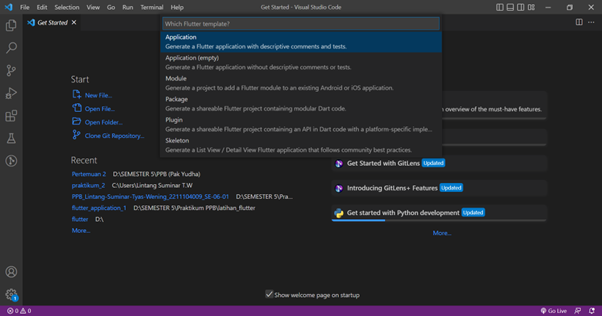 File Edit Selection View Go Run Terminal Help
Get Started - Visual Studio Code
Get Started
Which Flutter template?
Application
Generate a Flutter application with descriptive comments and tests.
Application (empty)
Generate a Flutter application without descriptive comments or tests.
Module
Generate a project to add a Flutter module to an existing Android or iOS application.
Package
Generate a shareable Flutter project containing modular Dart code.
Plugin
Generate a shareable Flutter project containing an API in Dart code with a platform-specific imple...
Skeleton
Generate a List View / Detail View Flutter application that follows community best practices.
Start
New File...
Open File...
Open Folder...
Clone Git Repository...
Recent
Pertemuan 2 D:\SEMESTER 5\PPB (Pak Yudha)
praktikum_2 C:\Users\Lintang Suminar T.W
PPB_Lintang-Suminar-Tyas-Wening_2211104009_SE-06-01 D:\SEMESTER 5\Pra...
flutter_application_1 D:\SEMESTER 5\Praktikum PPB\latihan_flutter
flutter D:\
More...
n overview of the must-have features.
Get Started with GitLens Updated
Introducing GitLens+ Features Updated
Get started with Python development Updated
More...
Show welcome page on startup
1
0 0
Go Live